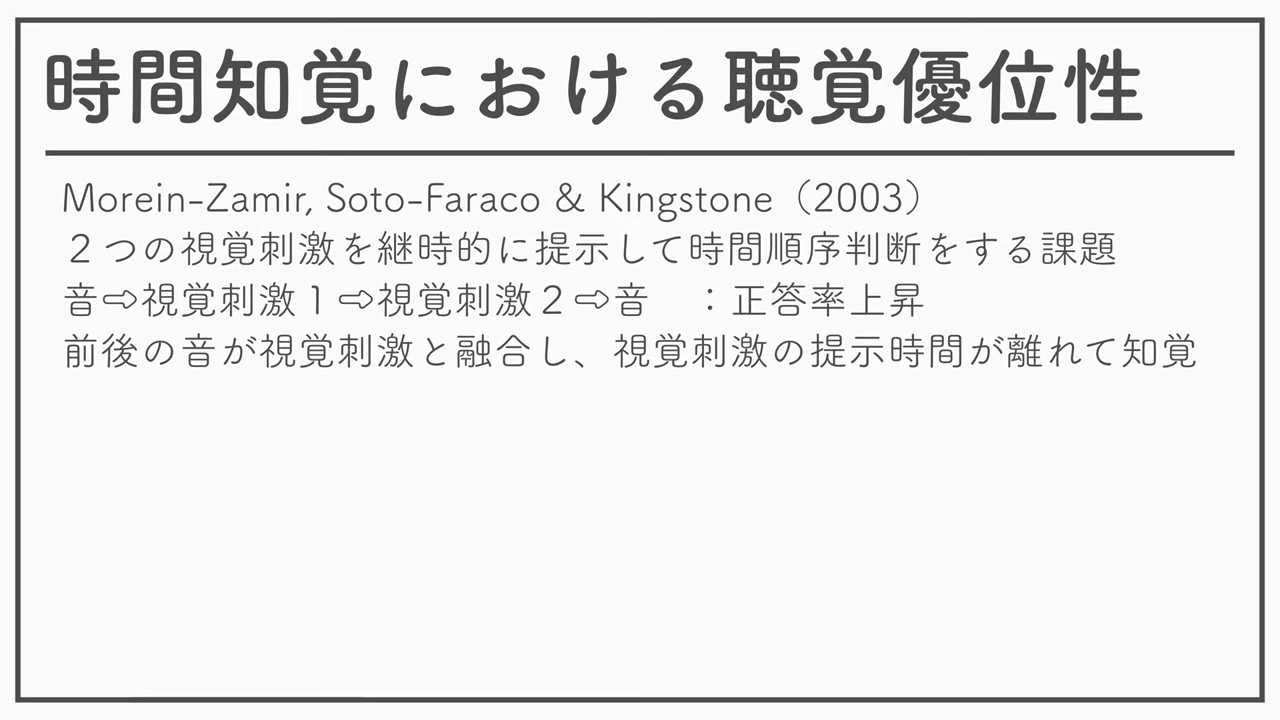 時間知覚における聴覚優位性
Morein-Zamir, Soto-Faraco & Kingstone（2003）
２つの視覚刺激を継時的に提示して時間順序判断をする課題
音⇨視覚刺激１⇨視覚刺激２⇨音　：正答率上昇
前後の音が視覚刺激と融合し、視覚刺激の提示時間が離れて知覚